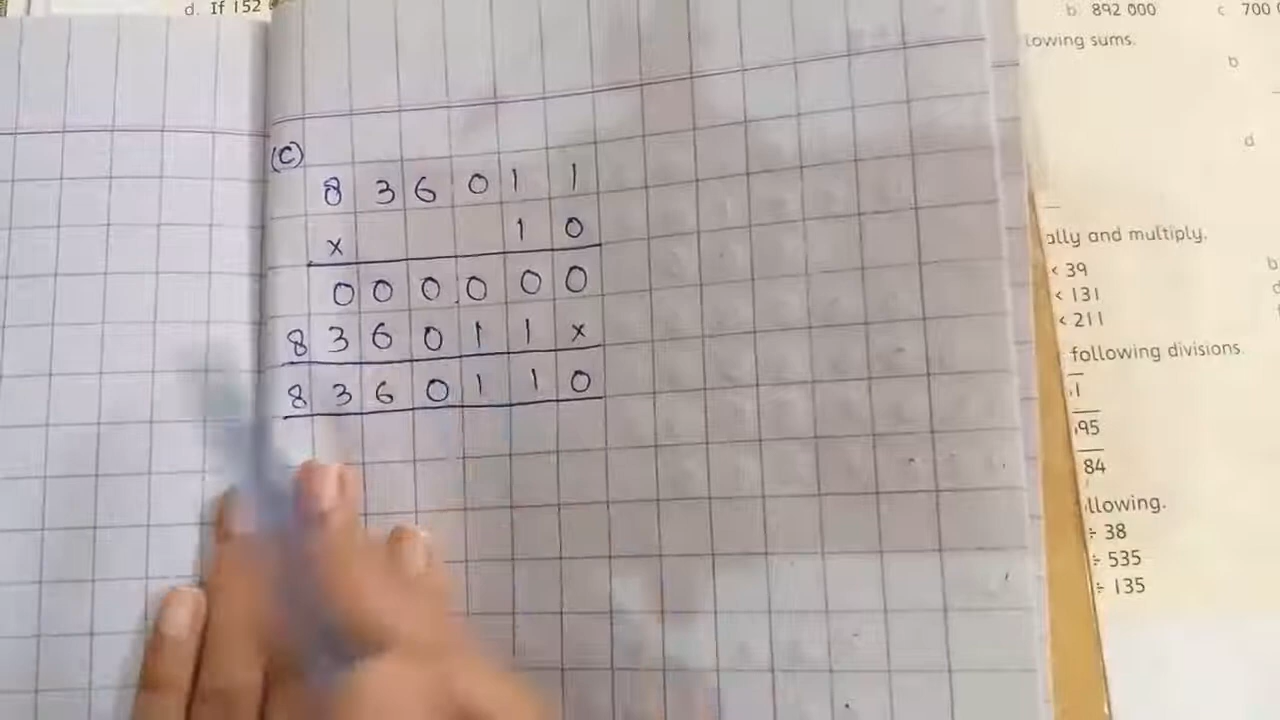 d. If 152
(C)
8 3 6 0 1 1
x 1 0
0 0 0 0 0 0
8 3 6 0 1 1 x
8 3 6 0 1 1 0
b 892 000 c 700
lowing sums.
b
d
ally and multiply.
< 39
b
< 131
< 211
following divisions.
1
95
84
llowing.
÷ 38
÷ 535
÷ 135